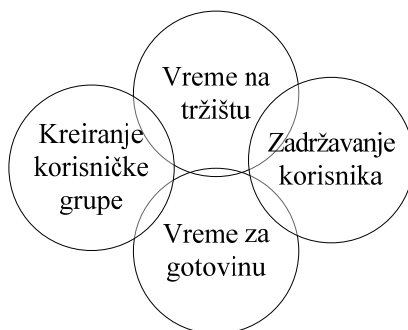 Vreme na
tržištu
Kreiranje
korisničke
grupe
Zadržavanje
korisnika
Vreme za
gotovinu